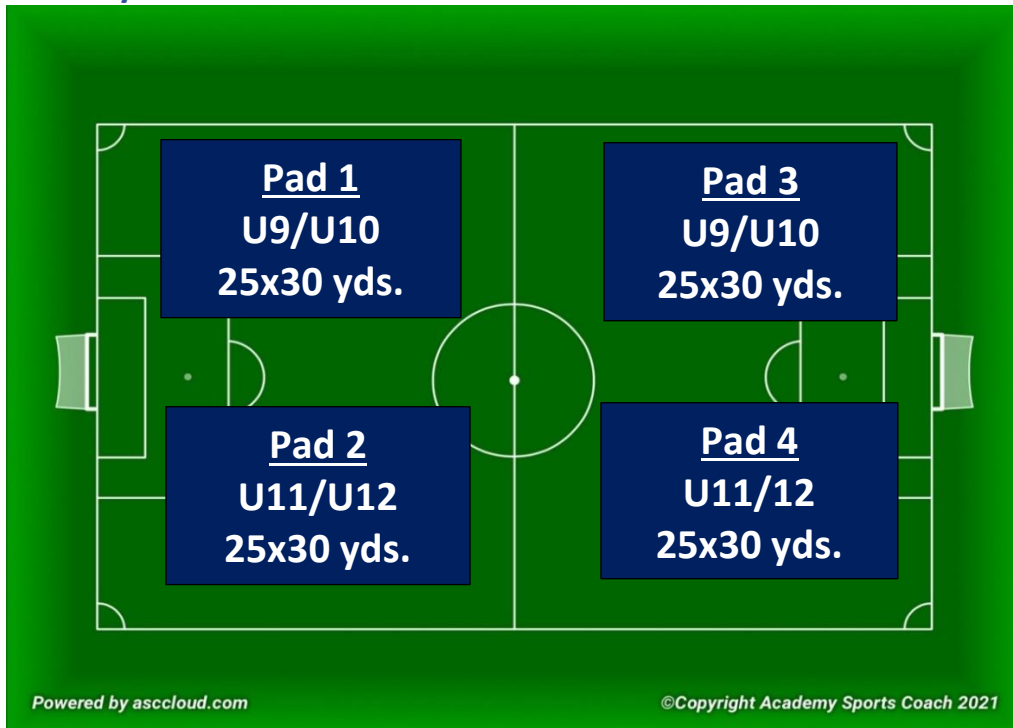 Pad 1
U9/U10
25x30 yds.
Pad 3
U9/U10
25x30 yds.
Pad 2
U11/U12
25x30 yds.
Pad 4
U11/12
25x30 yds.
Powered by asccloud.com
©Copyright Academy Sports Coach 2021